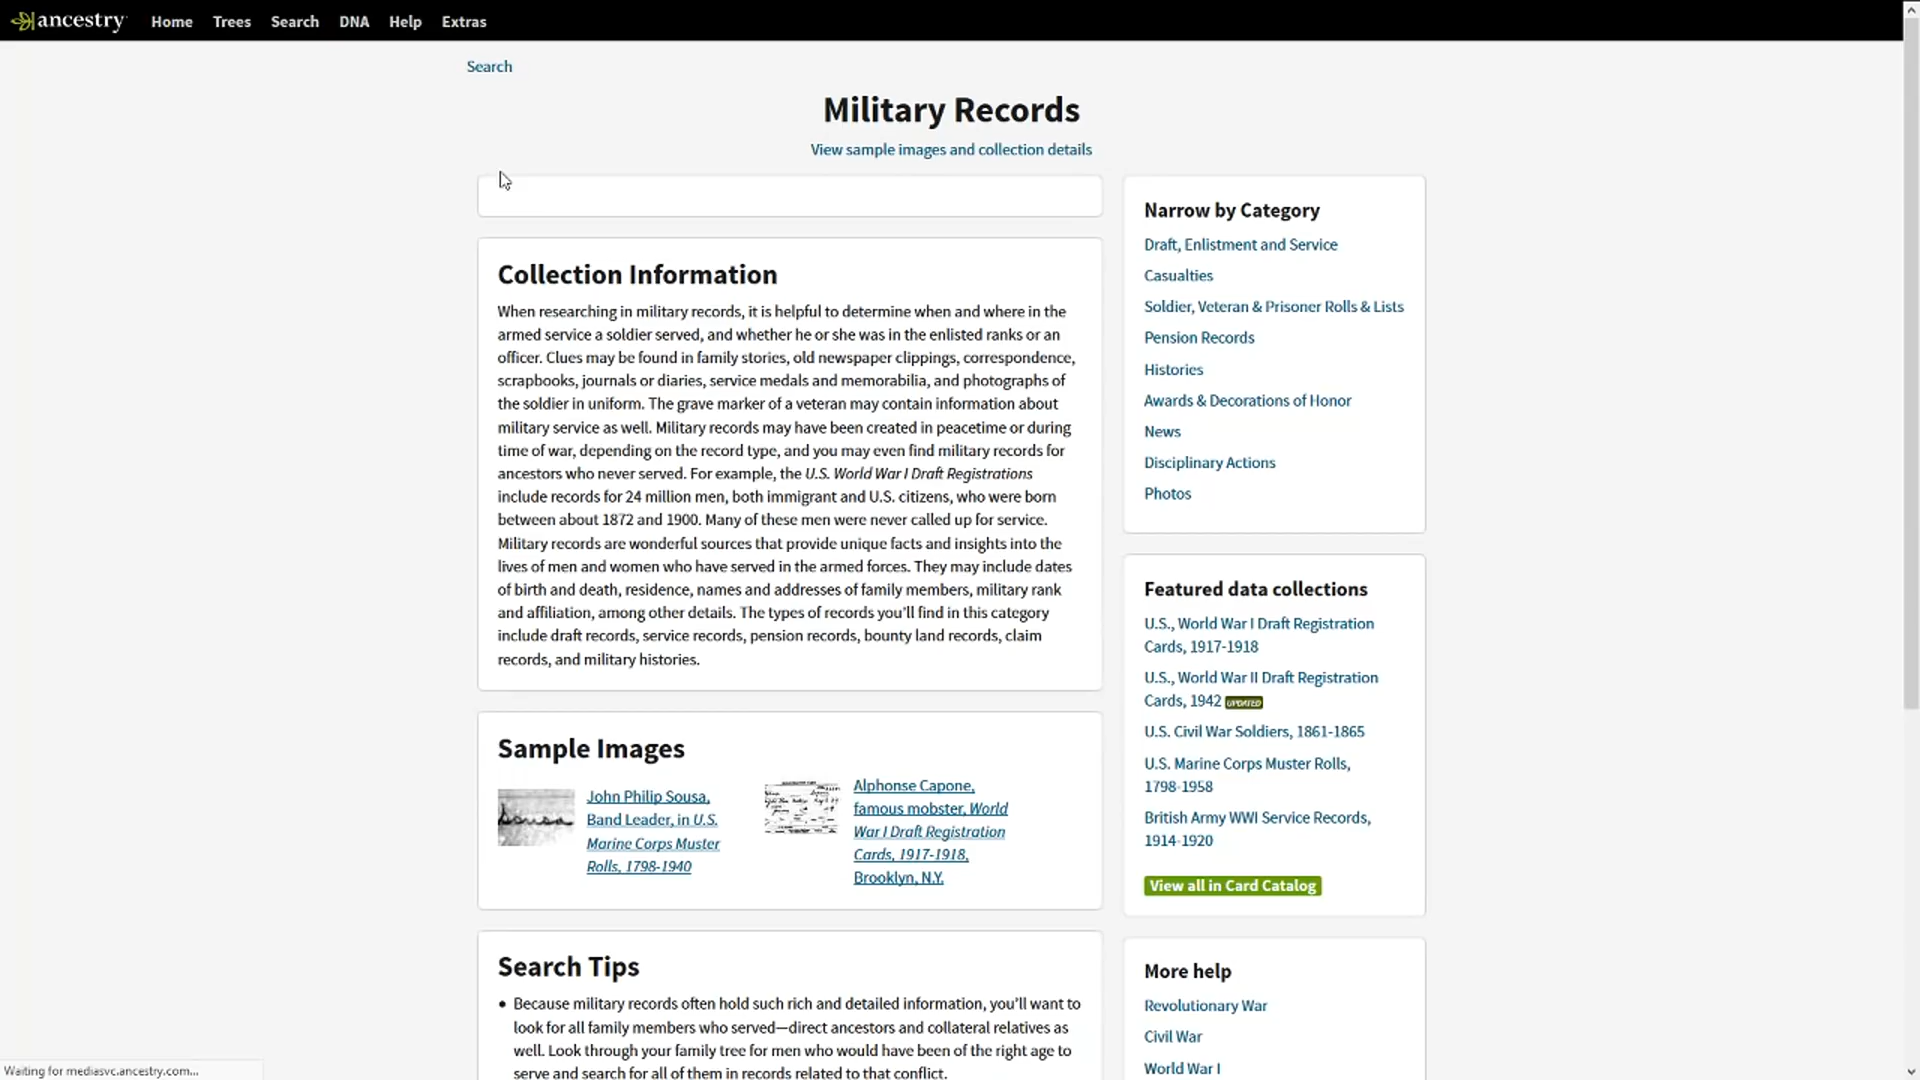 ancestry Home Trees Search DNA Help Extras
Search
Military Records
View sample images and collection details
Collection Information
When researching in military records, it is helpful to determine when and where in the
armed service a soldier served, and whether he or she was in the enlisted ranks or an
officer. Clues may be found in family stories, old newspaper clippings, correspondence,
scrapbooks, journals or diaries, service medals and memorabilia, and photographs of
the soldier in uniform. The grave marker of a veteran may contain information about
military service as well. Military records may have been created in peacetime or during
time of war, depending on the record type, and you may even find military records for
ancestors who never served. For example, the U.S. World War I Draft Registrations
include records for 24 million men, both immigrant and U.S. citizens, who were born
between about 1872 and 1900. Many of these men were never called up for service.
Military records are wonderful sources that provide unique facts and insights into the
lives of men and women who have served in the armed forces. They may include dates
of birth and death, residence, names and addresses of family members, military rank
and affiliation, among other details. The types of records you'll find in this category
include draft records, service records, pension records, bounty land records, claim
records, and military histories.
Sample Images
Sousa
John Philip Sousa,
Band Leader, in U.S.
Marine Corps Muster
Rolls, 1798-1940
Alphonse Capone,
famous mobster, World
War I Draft Registration
Cards, 1917-1918,
Brooklyn, N.Y.
Search Tips
• Because military records often hold such rich and detailed information, you'll want to
look for all family members who served—direct ancestors and collateral relatives as
well. Look through your family tree for men who would have been of the right age to
serve and search for all of them in records related to that conflict.
Narrow by Category
Draft, Enlistment and Service
Casualties
Soldier, Veteran & Prisoner Rolls & Lists
Pension Records
Histories
Awards & Decorations of Honor
News
Disciplinary Actions
Photos
Featured data collections
U.S., World War I Draft Registration
Cards, 1917-1918
U.S., World War II Draft Registration
Cards, 1942 UPDATED
U.S. Civil War Soldiers, 1861-1865
U.S. Marine Corps Muster Rolls,
1798-1958
British Army WWI Service Records,
1914-1920
View all in Card Catalog
More help
Revolutionary War
Civil War
World War I
Waiting for mediasvc.ancestry.com...